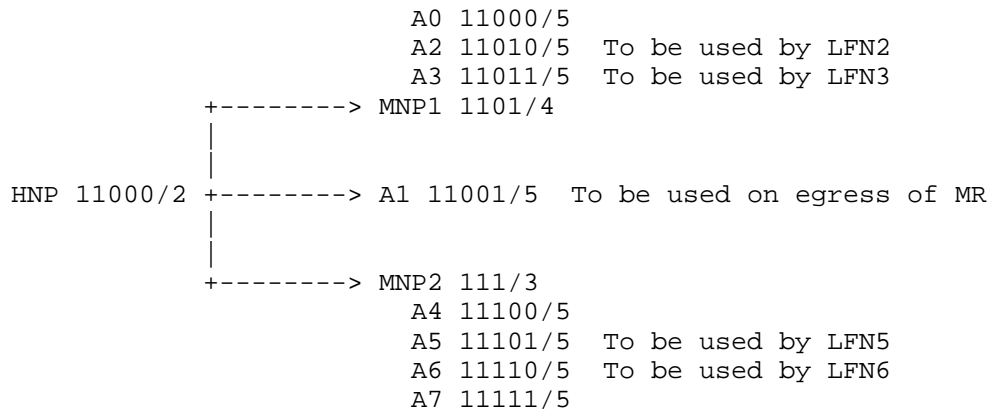 A0 11000/5
A2 11010/5 To be used by LFN2
A3 11011/5 To be used by LFN3
+--------> MNP1 1101/4
|
|
HNP 11000/2 +--------> A1 11001/5 To be used on egress of MR
|
|
+--------> MNP2 111/3
A4 11100/5
A5 11101/5 To be used by LFN5
A6 11110/5 To be used by LFN6
A7 11111/5